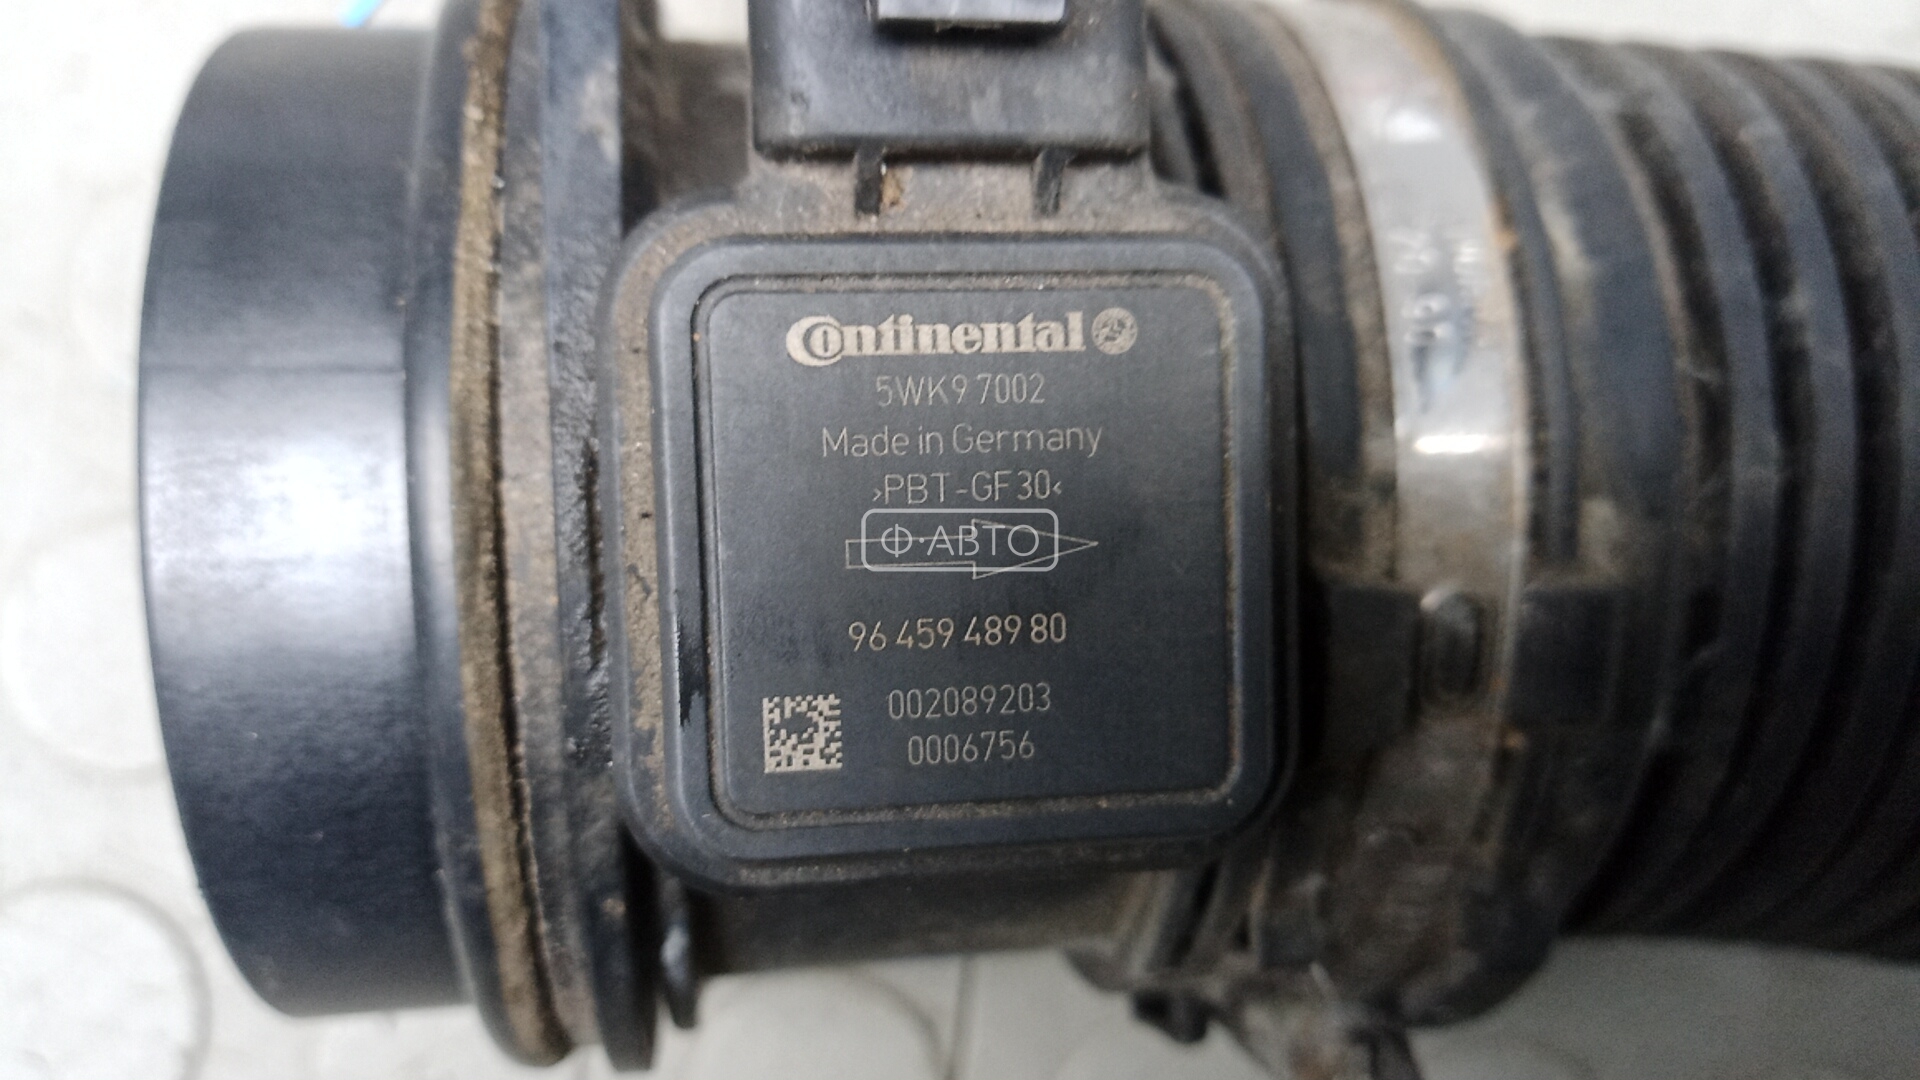 Continental
5WK9 7002
Made in Germany
>PBT-GF30<
Ф·АВТО
96 459 489 80
002089203
0006756